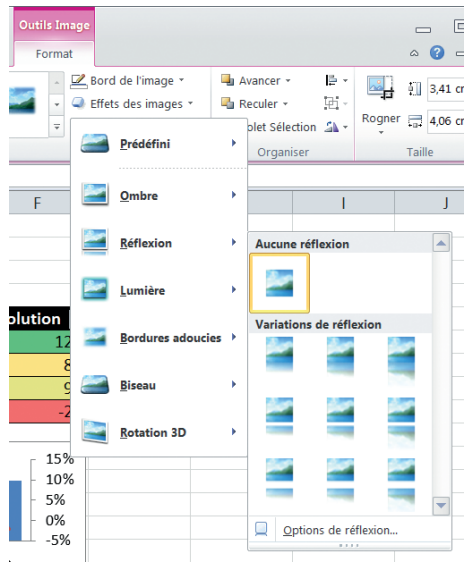 Outils Image
Format
Bord de l'image
Effets des images
Avancer
Reculer
olet Sélection
Organiser
Rogner
3,41 cm
4,06 cm
Taille
Prédéfini
Ombre
Réflexion
Lumière
Bordures adoucies
Biseau
Rotation 3D
Aucune réflexion
Variations de réflexion
Options de réflexion...
F
I
J
olution
12
8
9
-2
15%
10%
5%
0%
-5%